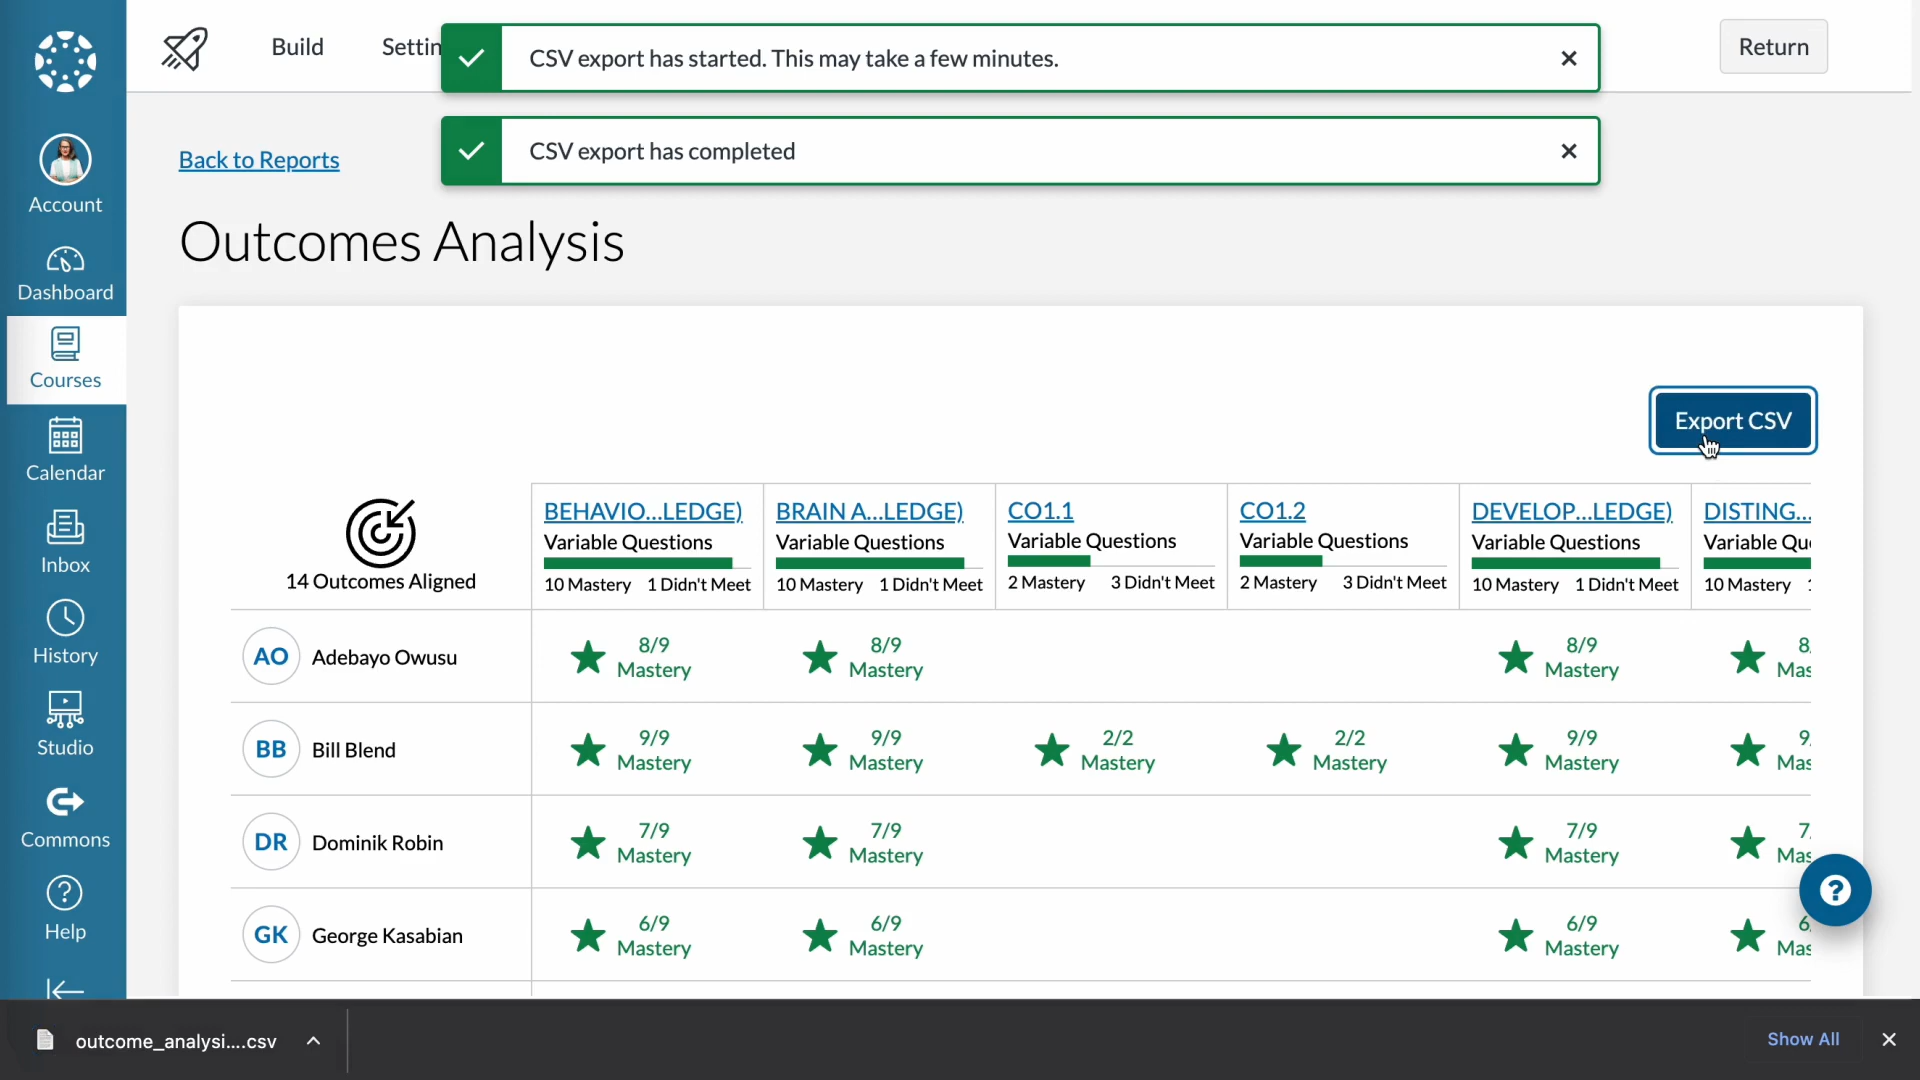 Build
Settin
CSV export has started. This may take a few minutes.
Return
CSV export has completed
Back to Reports
Account
Outcomes Analysis
Dashboard
Courses
Export CSV
Calendar
14 Outcomes Aligned
BEHAVIO...LEDGE)
Variable Questions
10 Mastery 1 Didn't Meet
BRAIN A...LEDGE)
Variable Questions
10 Mastery 1 Didn't Meet
CO1.1
Variable Questions
2 Mastery 3 Didn't Meet
CO1.2
Variable Questions
2 Mastery 3 Didn't Meet
DEVELOP...LEDGE)
Variable Questions
10 Mastery 1 Didn't Meet
DISTING...
Variable Qu
10 Mastery
Inbox
History
Studio
Commons
Help
AO Adebayo Owusu
8/9 Mastery
8/9 Mastery
8/9 Mastery
8 Mas
BB Bill Blend
9/9 Mastery
9/9 Mastery
2/2 Mastery
2/2 Mastery
9/9 Mastery
9 Mas
DR Dominik Robin
7/9 Mastery
7/9 Mastery
7/9 Mastery
7 Mas
GK George Kasabian
6/9 Mastery
6/9 Mastery
6/9 Mastery
6 Mas
outcome_analysi....csv
Show All